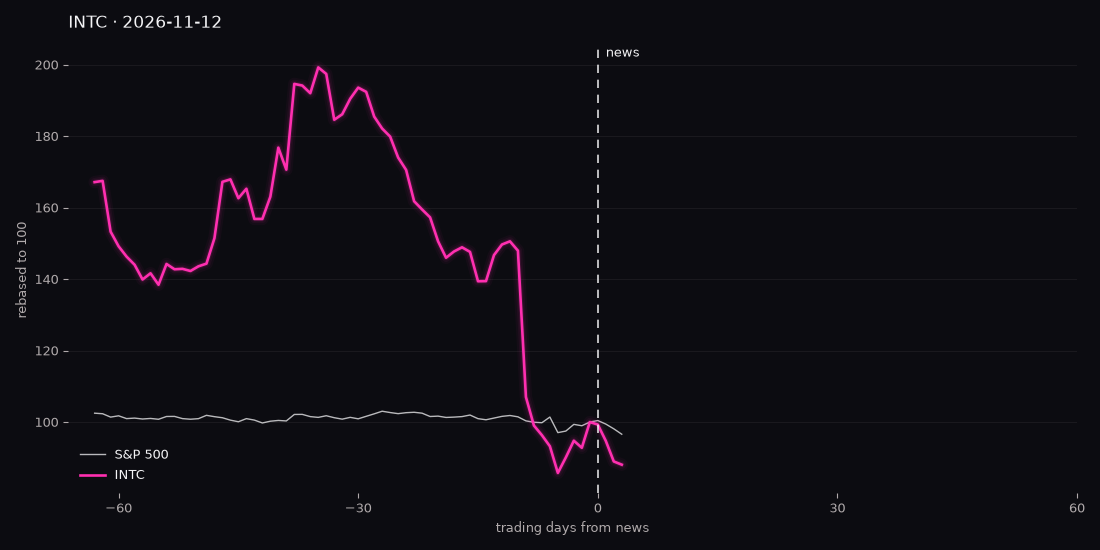 INTC · 2026-11-12
news
200
180
160
140
120
100
rebased to 100
S&P 500
INTC
−60
−30
0
30
60
trading days from news